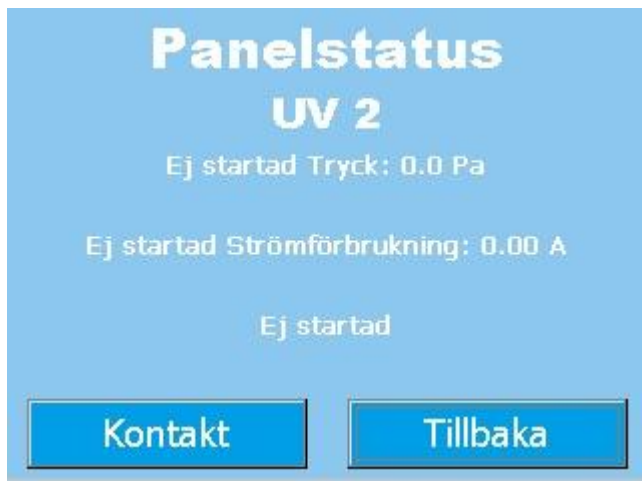 Panelstatus
UV 2
Ej startad Tryck: 0.0 Pa
Ej startad Strömförbrukning: 0.00 A
Ej startad
Kontakt
Tillbaka